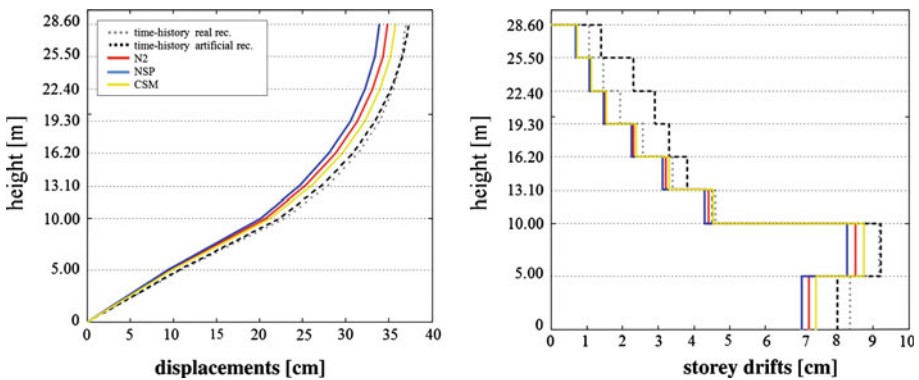 28.60
25.50
22.40
19.30
16.20
13.10
10.00
5.00
0
height [m]
time-history real rec.
time-history artificial rec.
N2
NSP
CSM
0 5 10 15 20 25 30 35 40
displacements [cm]
28.60
25.50
22.40
19.30
16.20
13.10
10.00
5.00
0
height [m]
0 1 2 3 4 5 6 7 8 9 10
storey drifts [cm]